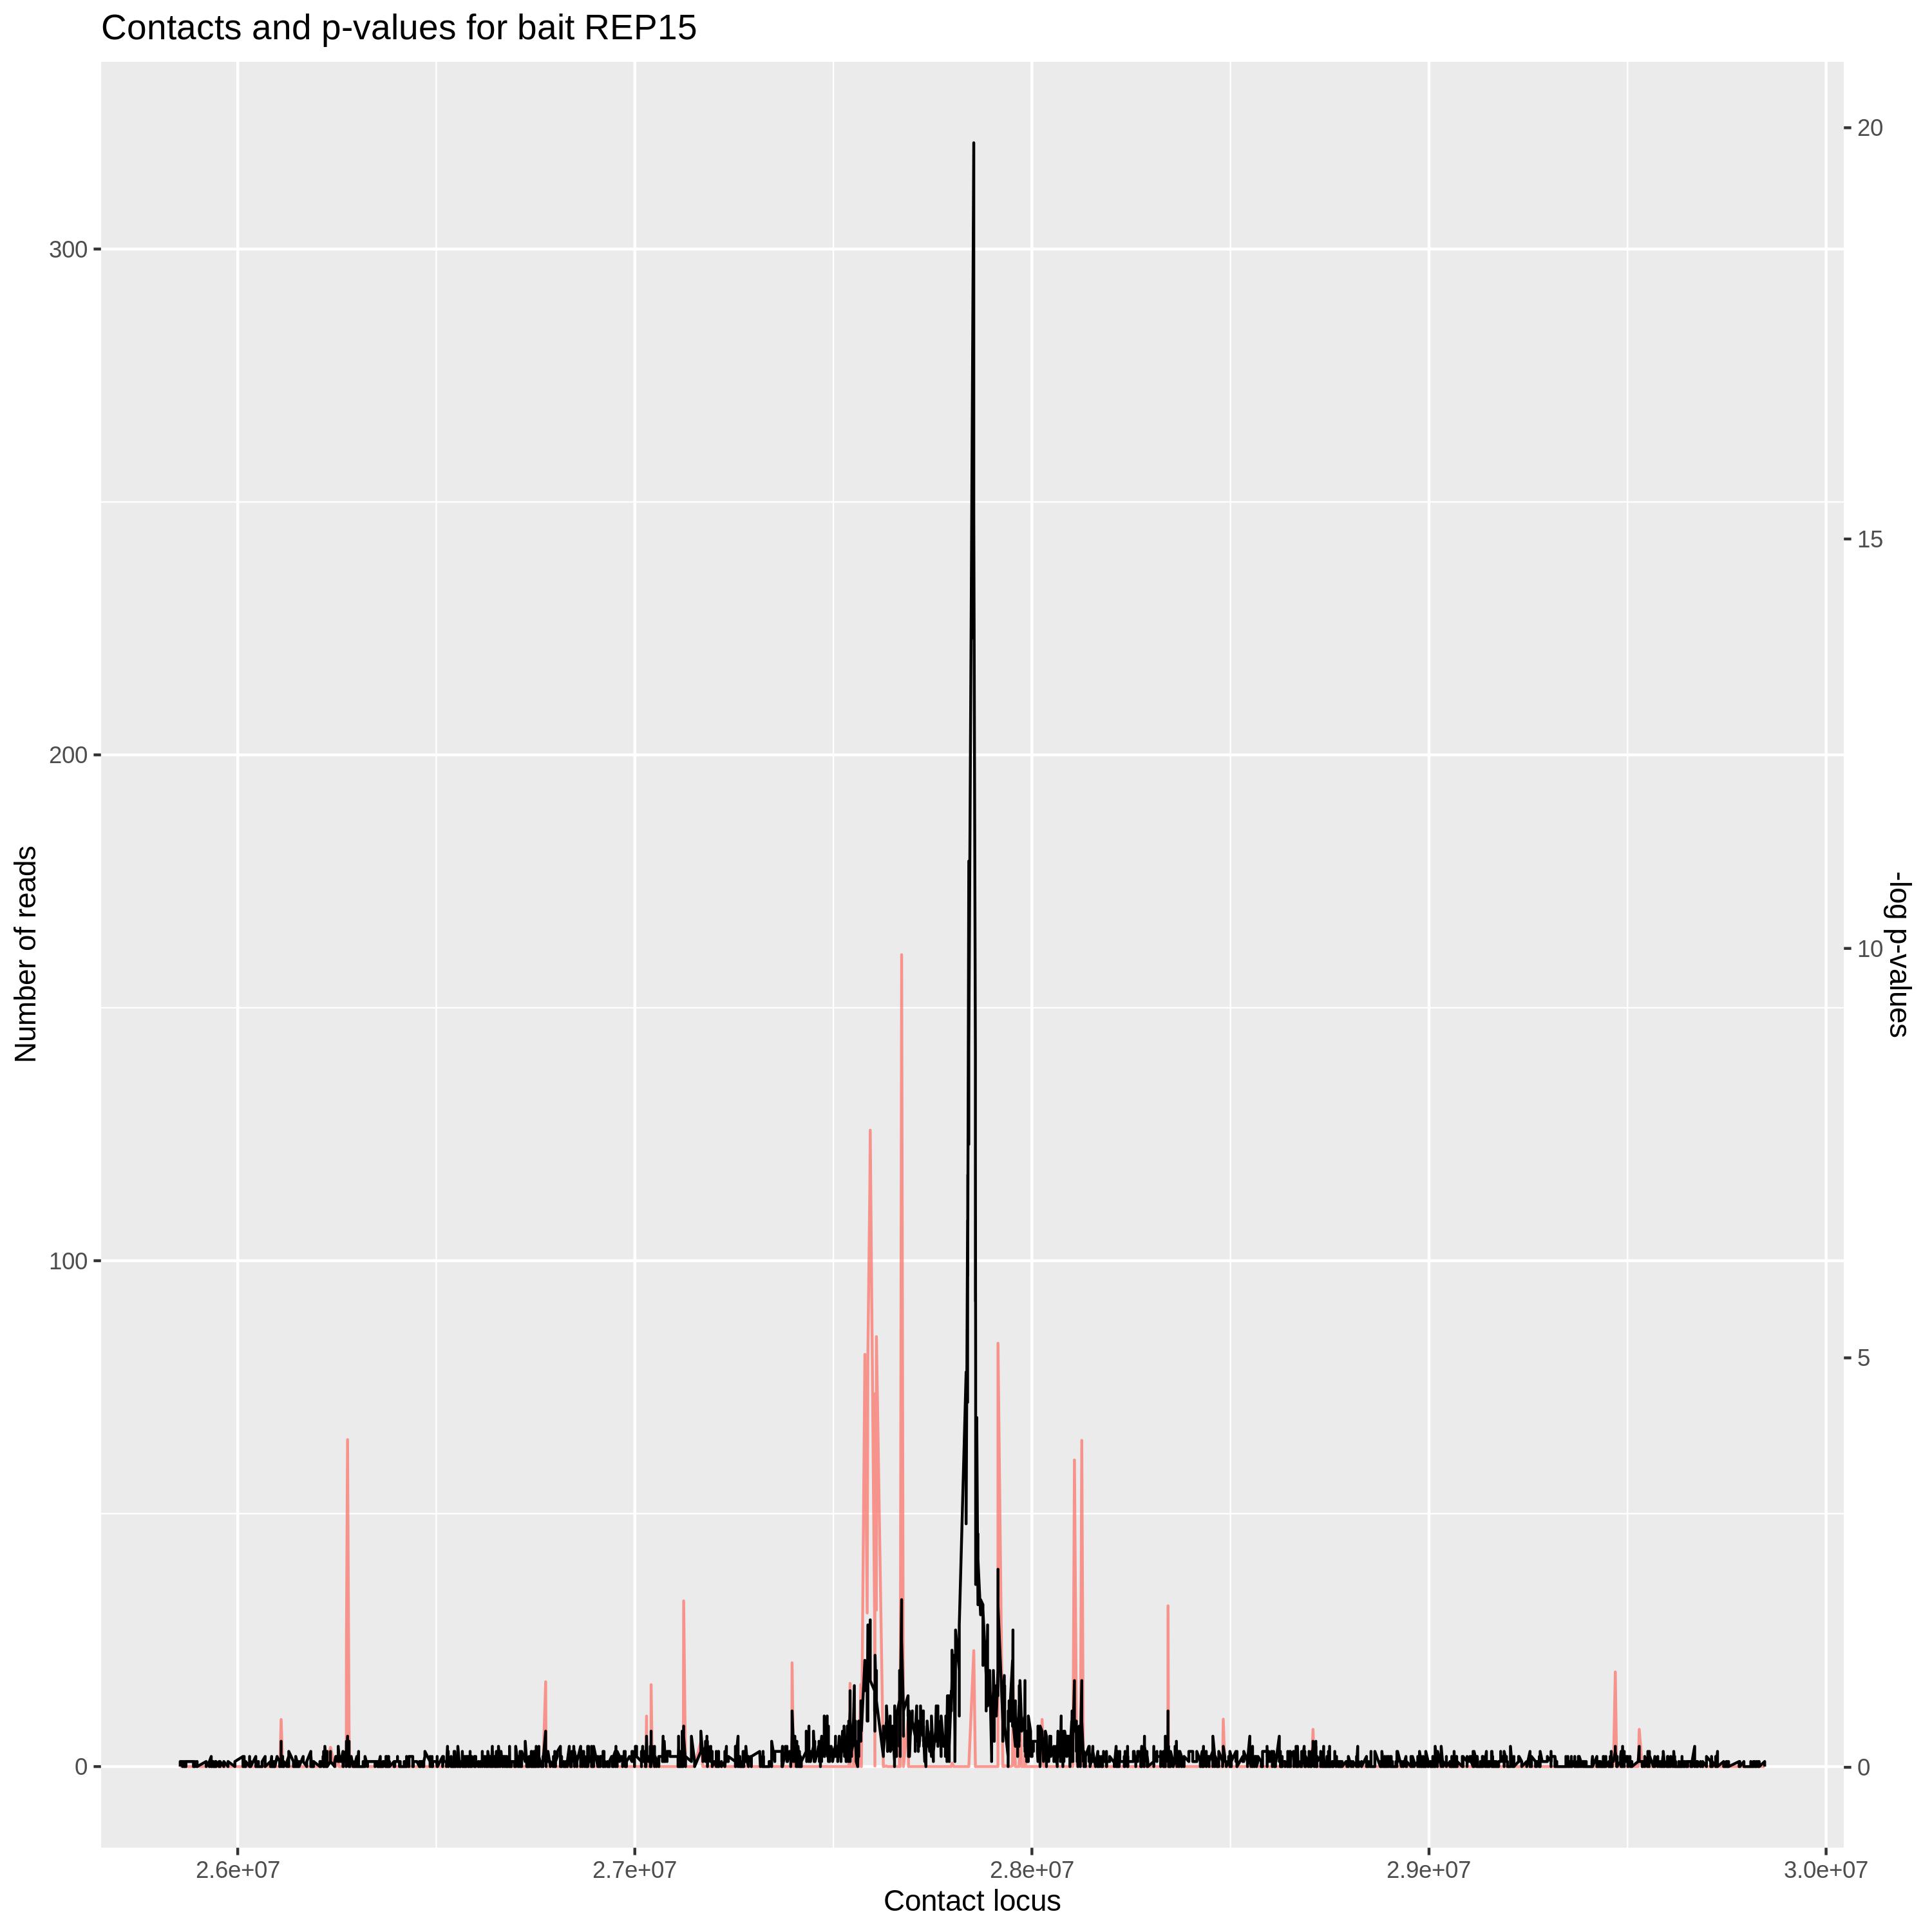 Contacts and p-values for bait REP15
Number of reads
300
200
100
0
20
15
10
5
0
-log p-values
2.6e+07
2.7e+07
2.8e+07
2.9e+07
3.0e+07
Contact locus